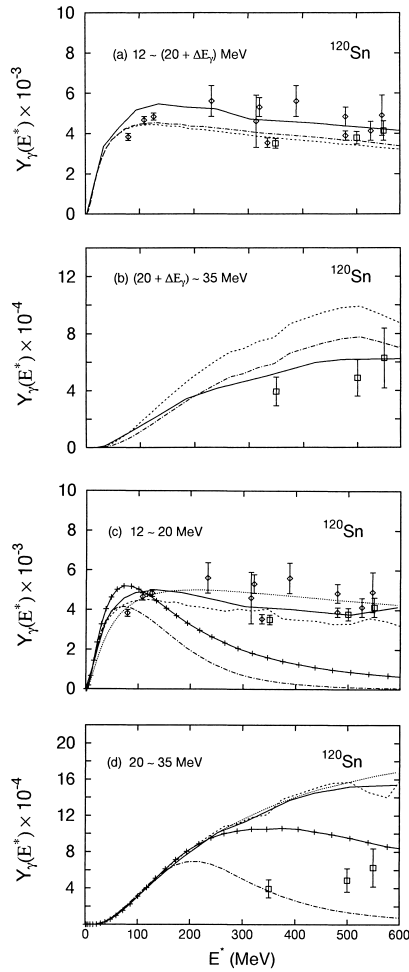 (a) 12 ~ (20 + ΔEγ) MeV
120Sn
Yγ(E*) × 10-3
10
8
6
4
2
0
(b) (20 + ΔEγ) ~ 35 MeV
120Sn
Yγ(E*) × 10-4
12
8
4
0
(c) 12 ~ 20 MeV
120Sn
Yγ(E*) × 10-3
10
8
6
4
2
0
(d) 20 ~ 35 MeV
120Sn
Yγ(E*) × 10-4
20
16
12
8
4
0 100 200 300 400 500 600
E* (MeV)